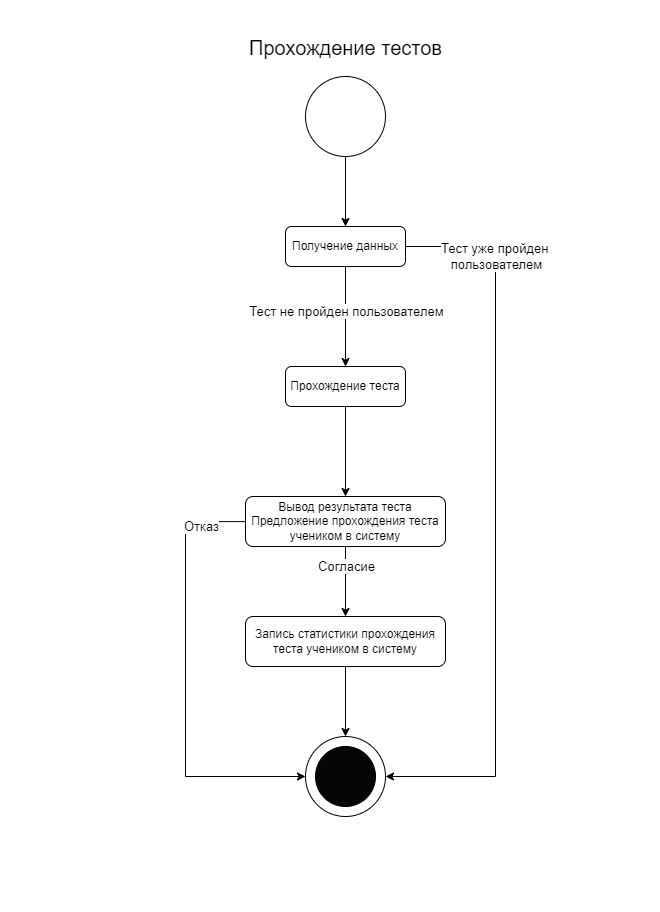 Прохождение тестов
Получение данных
Тест уже пройден
пользователем
Тест не пройден пользователем
Прохождение теста
Вывод результата теста
Предложение прохождения теста
учеником в систему
Отказ
Согласие
Запись статистики прохождения
теста учеником в систему